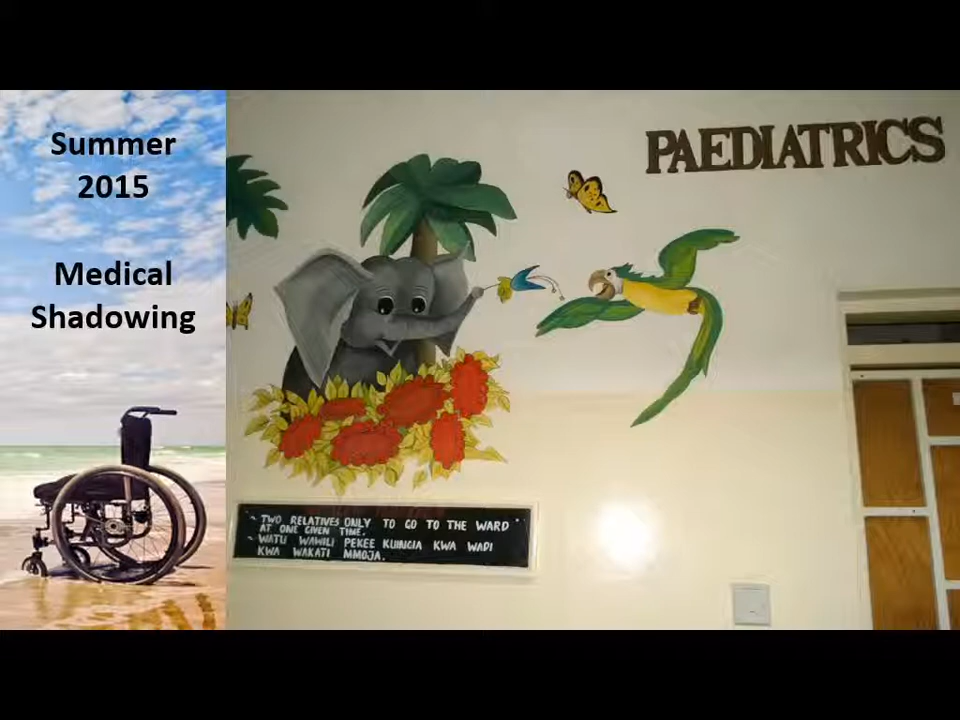 Summer
2015
Medical
Shadowing
PAEDIATRICS
~ TWO RELATIVES ONLY TO GO TO THE WARD
AT ONE GIVEN TIME.
~ WATU WAWILI PEKEE KUINGIA KWA WADI
KWA WAKATI MMOJA.